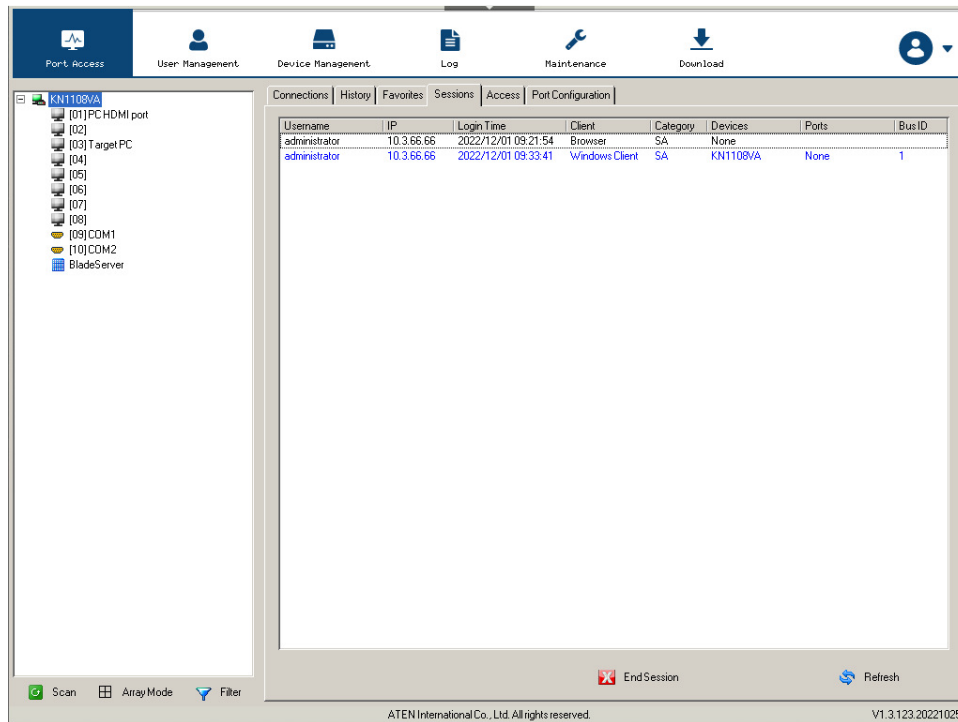 Port Access User Management Device Management Log Maintenance Download
KN1108VA
[01]PC HDMI port
[02]
[03]Target PC
[04]
[05]
[06]
[07]
[08]
[09]COM1
[10]COM2
BladeServer
Connections History Favorites Sessions Access Port Configuration
Username IP Login Time Client Category Devices Ports Bus ID
administrator 10.3.66.66 2022/12/01 09:21:54 Browser SA None
administrator 10.3.66.66 2022/12/01 09:33:41 Windows Client SA KN1108VA None 1
End Session Refresh
Scan Array Mode Filter
ATEN International Co., Ltd. All rights reserved. V1.3.123.20221025